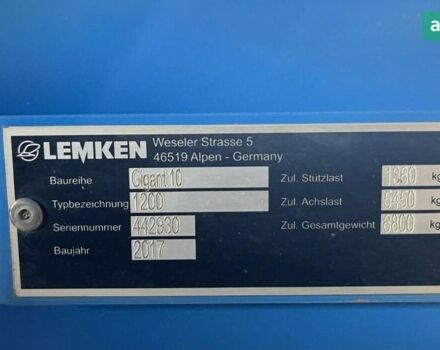 LEMKEN
Weseler Strasse 5
46519 Alpen - Germany
Baureihe Gigant 10 Zul. Stützlast 1360 kg
Typbezeichnung 1200 Zul. Achslast 5450 kg
Seriennummer 442930 Zul. Gesamtgewicht 6800 kg
Baujahr 2017